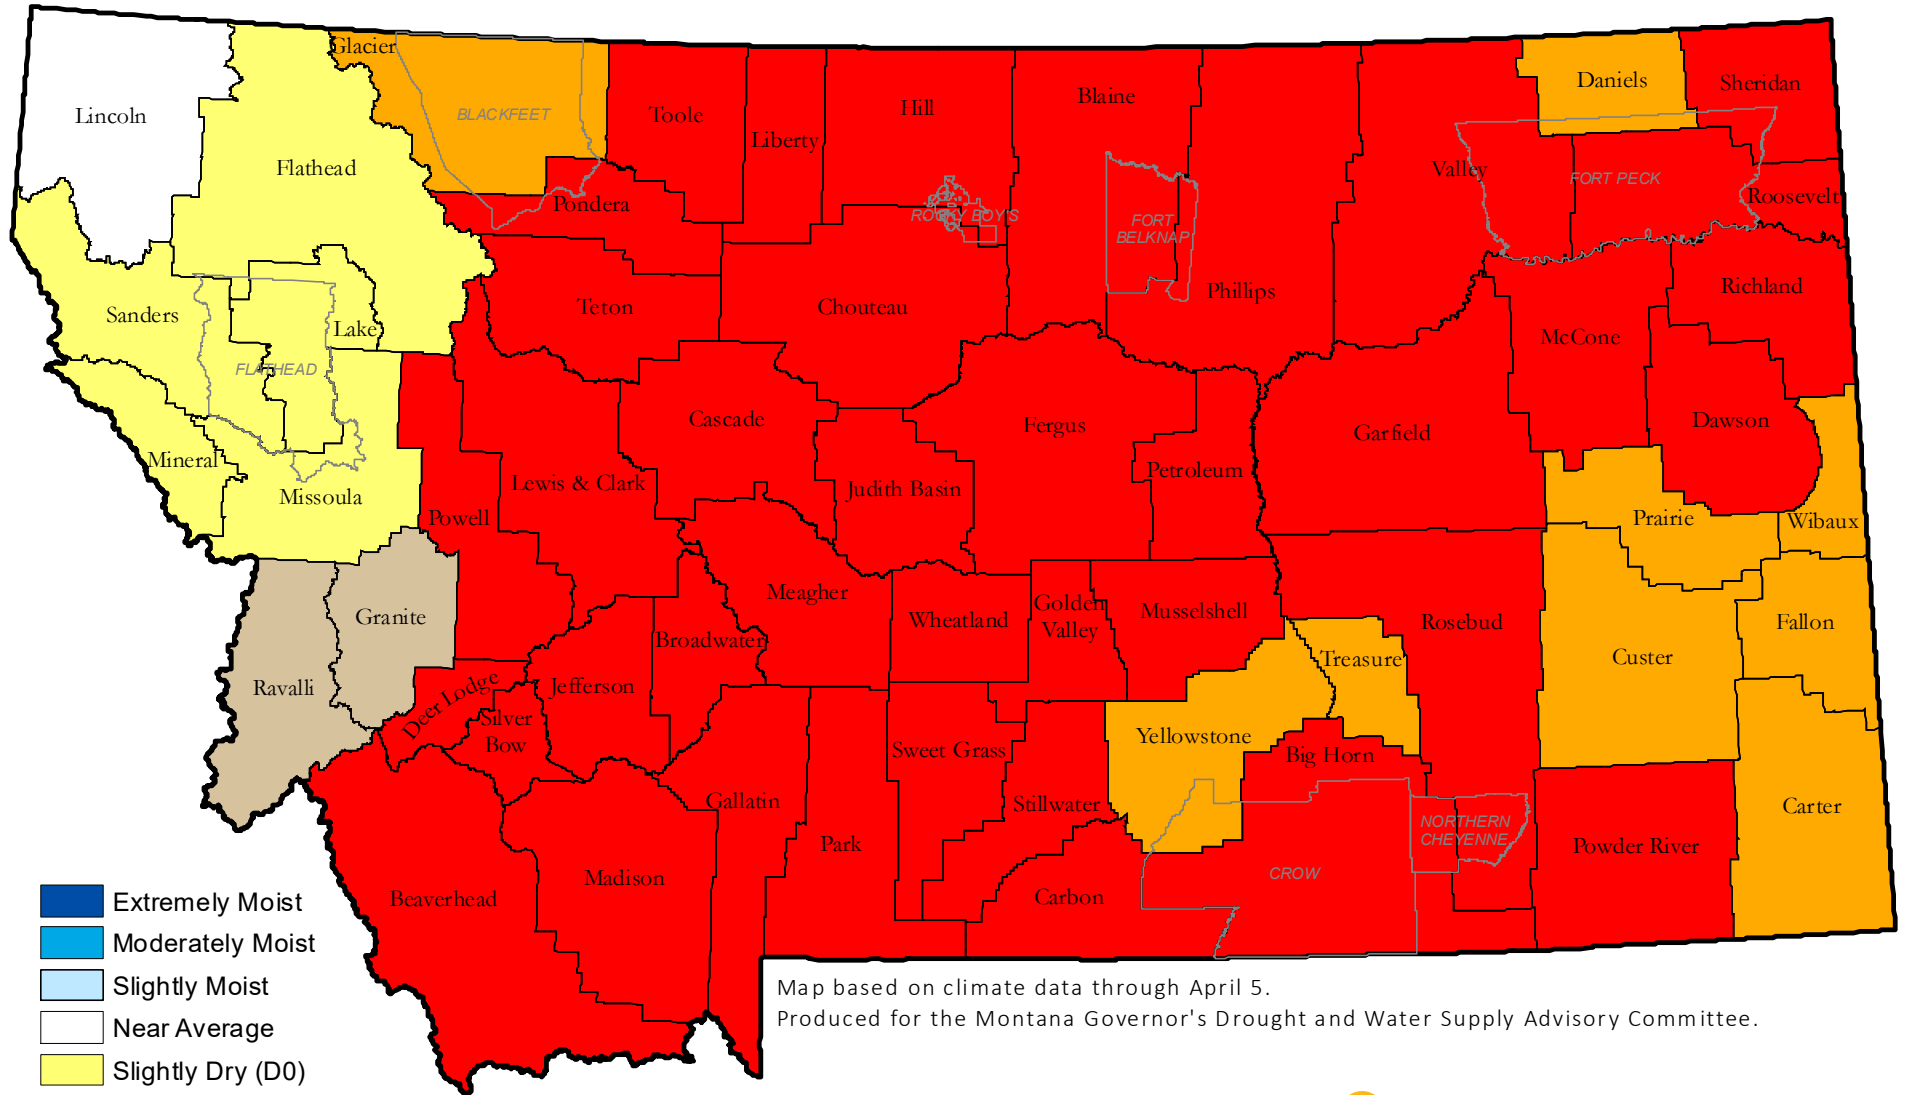 Glacier
Daniels
Sheridan
Lincoln
BLACKFEET
Toole
Hill
Blaine
Liberty
Flathead
Valley
FORT PECK
Roosevelt
Pondera
ROCKY BOY'S
FORT
BELKNAP
Phillips
Richland
Sanders
Lake
Teton
Chouteau
McCone
FLATHEAD
Cascade
Fergus
Garfield
Dawson
Mineral
Missoula
Lewis & Clark
Judith Basin
Petroleum
Powell
Prairie
Wibaux
Granite
Meagher
Wheatland
Golden
Valley
Musselshell
Rosebud
Fallon
Broadwater
Treasure
Custer
Ravalli
Deer Lodge
Jefferson
Silver
Bow
Sweet Grass
Yellowstone
Big Horn
Gallatin
Stillwater
Carter
Park
NORTHERN
CHEYENNE
Powder River
Beaverhead
Madison
Carbon
CROW
Extremely Moist
Moderately Moist
Slightly Moist
Near Average
Slightly Dry (D0)
Map based on climate data through April 5.
Produced for the Montana Governor's Drought and Water Supply Advisory Committee.